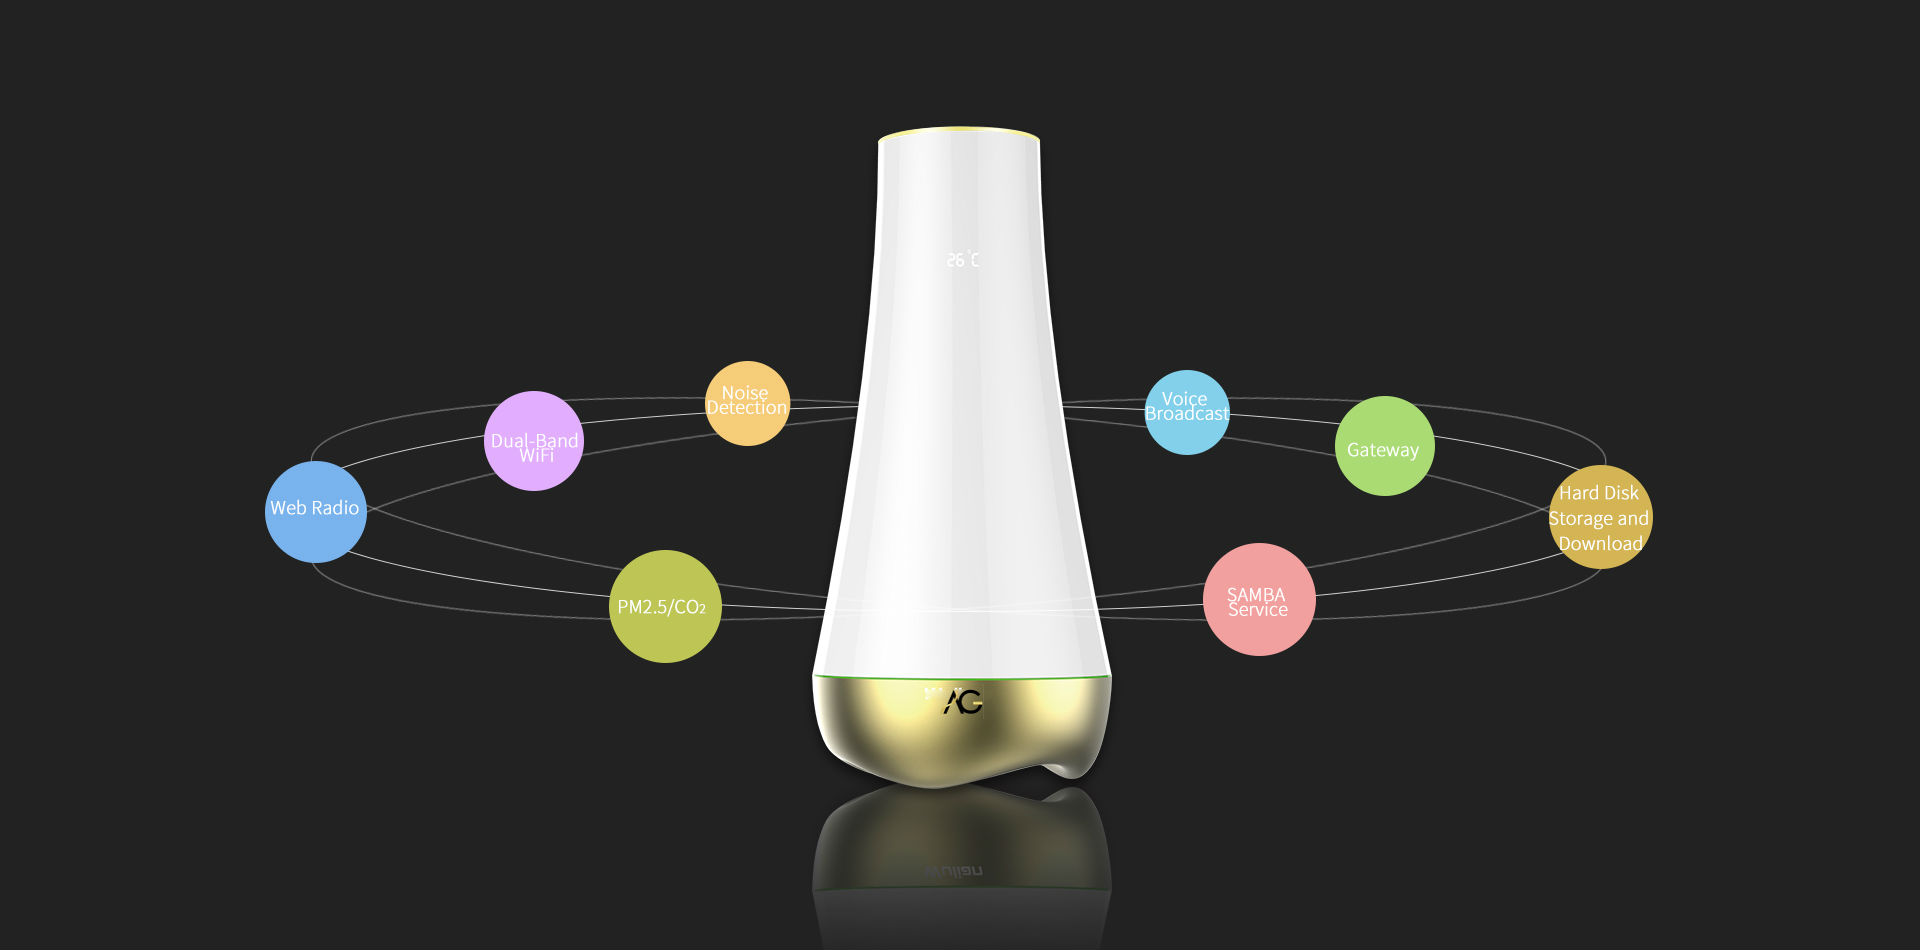 26℃
Noise
Detection
Voice
Broadcast
Dual-Band
WiFi
Gateway
Web Radio
Hard Disk
Storage and
Download
PM2.5/CO₂
SAMBA
Service
AG
Wulian